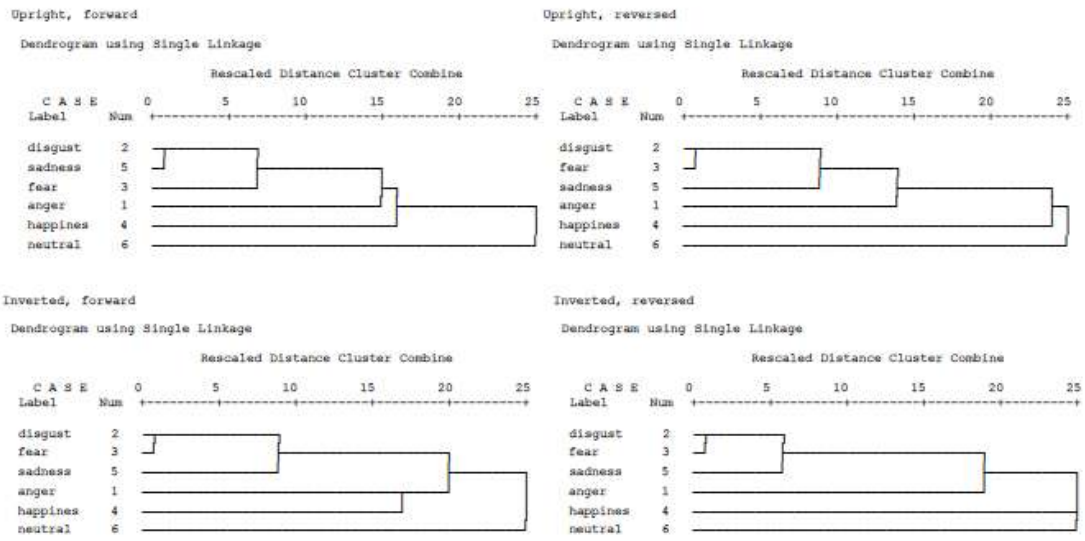 Upright, forward
Dendrogram using Single Linkage
Rescaled Distance Cluster Combine
C A S E 0 5 10 15 20 25
Label Num
disgust 2
sadness 5
fear 3
anger 1
happines 4
neutral 6
Upright, reversed
Dendrogram using Single Linkage
Rescaled Distance Cluster Combine
C A S E 0 5 10 15 20 25
Label Num
disgust 2
fear 3
sadness 5
anger 1
happines 4
neutral 6
Inverted, forward
Dendrogram using Single Linkage
Rescaled Distance Cluster Combine
C A S E 0 5 10 15 20 25
Label Num
disgust 2
fear 3
sadness 5
anger 1
happines 4
neutral 6
Inverted, reversed
Dendrogram using Single Linkage
Rescaled Distance Cluster Combine
C A S E 0 5 10 15 20 25
Label Num
disgust 2
fear 3
sadness 5
anger 1
happines 4
neutral 6